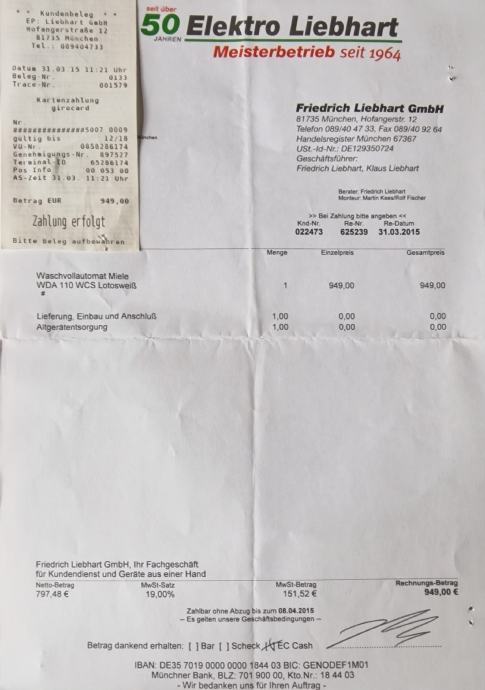 * * Kundenbeleg * *
EP: Liebhart GmbH
Hofangerstraße 12
81735 München
Tel.: 089404733
Datum 31.03.15 11:21 Uhr
Beleg-Nr. 0133
Trace-Nr. 001579
Kartenzahlung
girocard
Nr.
###############5007 0009
gültig bis 12/18
VU-Nr. 0658286174
Genehmigungs-Nr. 897527
Terminal-ID 65286174
Pos Info 00 053 00
AS-Zeit 31.03. 11:21 Uhr
Betrag EUR 949,00
Zahlung erfolgt
Bitte Beleg aufbewahren
seit über
50 Elektro Liebhart
JAHREN
Meisterbetrieb seit 1964
Friedrich Liebhart GmbH
81735 München, Hofangerstr. 12
Telefon 089/40 47 33, Fax 089/40 92 64
Handelsregister München 67367
USt.-Id-Nr.: DE129350724
Geschäftsführer:
Friedrich Liebhart, Klaus Liebhart
München
Berater: Friedrich Liebhart
Monteur: Martin Kaes/Rolf Fischer
>> Bei Zahlung bitte angeben <<
Knd-Nr. Re-Nr. Re-Datum
022473 625239 31.03.2015
Menge Einzelpreis Gesamtpreis
Waschvollautomat Miele
WDA 110 WCS Lotosweiß 1 949,00 949,00
#
Lieferung, Einbau und Anschluß 1,00 0,00 0,00
Altgerätentsorgung 1,00 0,00 0,00
Friedrich Liebhart GmbH, Ihr Fachgeschäft
für Kundendienst und Geräte aus einer Hand
Netto-Betrag MwSt-Satz MwSt-Betrag Rechnungs-Betrag
797,48 € 19,00% 151,52 € 949,00 €
Zahlbar ohne Abzug bis zum 08.04.2015
-- Es gelten unsere Geschäftsbedingungen --
Betrag dankend erhalten: [ ] Bar [ ] Scheck [ ] EC Cash
IBAN: DE35 7019 0000 0000 1844 03 BIC: GENODEF1M01
Münchner Bank, BLZ: 701 900 00, Kto.Nr.: 18 44 03
- Wir bedanken uns für Ihren Auftrag -